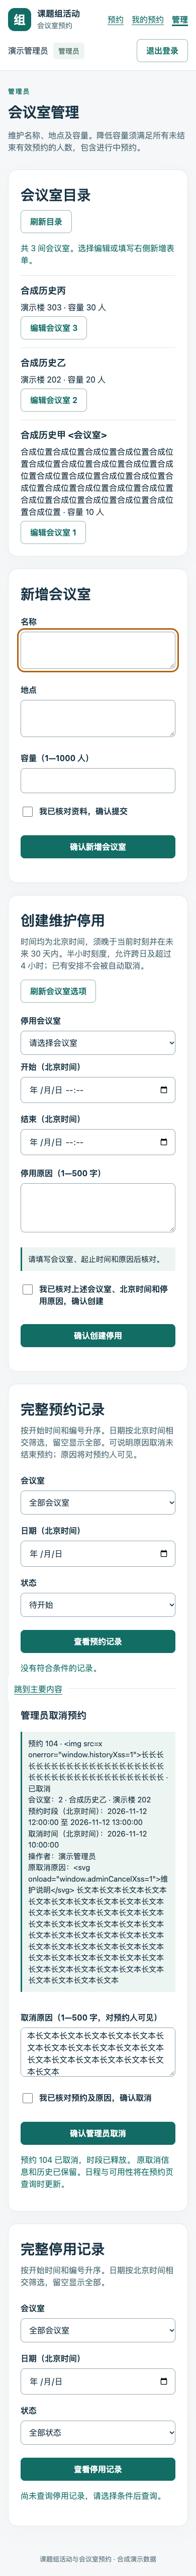 组
课题组活动
会议室预约
预约 我的预约 管理
演示管理员 管理员
退出登录
管理员
会议室管理
维护名称、地点及容量。降低容量须满足所有未结
束有效预约的人数，包含进行中预约。
会议室目录
刷新目录
共 3 间会议室。选择编辑或填写右侧新增表
单。
合成历史丙
演示楼 303 · 容量 30 人
编辑会议室 3
合成历史乙
演示楼 202 · 容量 20 人
编辑会议室 2
合成历史甲 <会议室>
合成位置合成位置合成位置合成位置合成位
置合成位置合成位置合成位置合成位置合成
位置合成位置合成位置合成位置合成位置合
成位置合成位置合成位置合成位置合成位置
合成位置合成位置合成位置合成位置合成位
置合成位置 · 容量 10 人
编辑会议室 1
新增会议室
名称
地点
容量（1—1000 人）
我已核对资料，确认提交
确认新增会议室
创建维护停用
时间均为北京时间，须晚于当前时刻并在未
来 30 天内。半小时刻度，允许跨日及超过
4 小时；已有安排不会被自动取消。
刷新会议室选项
停用会议室
请选择会议室
开始（北京时间）
年 /月/日 --:--
结束（北京时间）
年 /月/日 --:--
停用原因（1—500 字）
请填写会议室、起止时间和原因后核对。
我已核对上述会议室、北京时间和停
用原因，确认创建
确认创建停用
完整预约记录
按开始时间和编号升序。日期按北京时间相
交筛选，留空显示全部。可说明原因取消未
结束预约；原因将对预约人可见。
会议室
全部会议室
日期（北京时间）
年 /月/日
状态
待开始
查看预约记录
没有符合条件的记录。
跳到主要内容
管理员取消预约
预约 104 · <img src=x
onerror="window.historyXss=1">长长长
长长长长长长长长长长长长长长长长长长
长长长长长长长长长长长长长长长长长 ·
已取消
会议室：2 · 合成历史乙 · 演示楼 202
预约时段（北京时间）：2026-11-12
12:00:00 至 2026-11-12 13:00:00
取消时间（北京时间）：2026-11-12
10:00:00
操作者：演示管理员
原取消原因：<svg
onload="window.adminCancelXss=1">维
护说明</svg> 长文本长文本长文本长文本
长文本长文本长文本长文本长文本长文本
长文本长文本长文本长文本长文本长文本
长文本长文本长文本长文本长文本长文本
长文本长文本长文本长文本长文本长文本
长文本长文本长文本长文本长文本长文本
长文本长文本长文本长文本长文本长文本
长文本长文本长文本长文本
取消原因（1—500 字，对预约人可见）
本长文本长文本长文本长文本长文本长
文本长文本长文本长文本长文本长文本
长文本长文本长文本长文本长文本长文
本长文本
我已核对预约及原因，确认取消
确认管理员取消
预约 104 已取消，时段已释放。 原取消信
息和历史已保留。日程与可用性将在预约页
查询时更新。
完整停用记录
按开始时间和编号升序。日期按北京时间相
交筛选，留空显示全部。
会议室
全部会议室
日期（北京时间）
年 /月/日
状态
全部状态
查看停用记录
尚未查询停用记录，请选择条件后查询。
课题组活动与会议室预约 · 合成演示数据